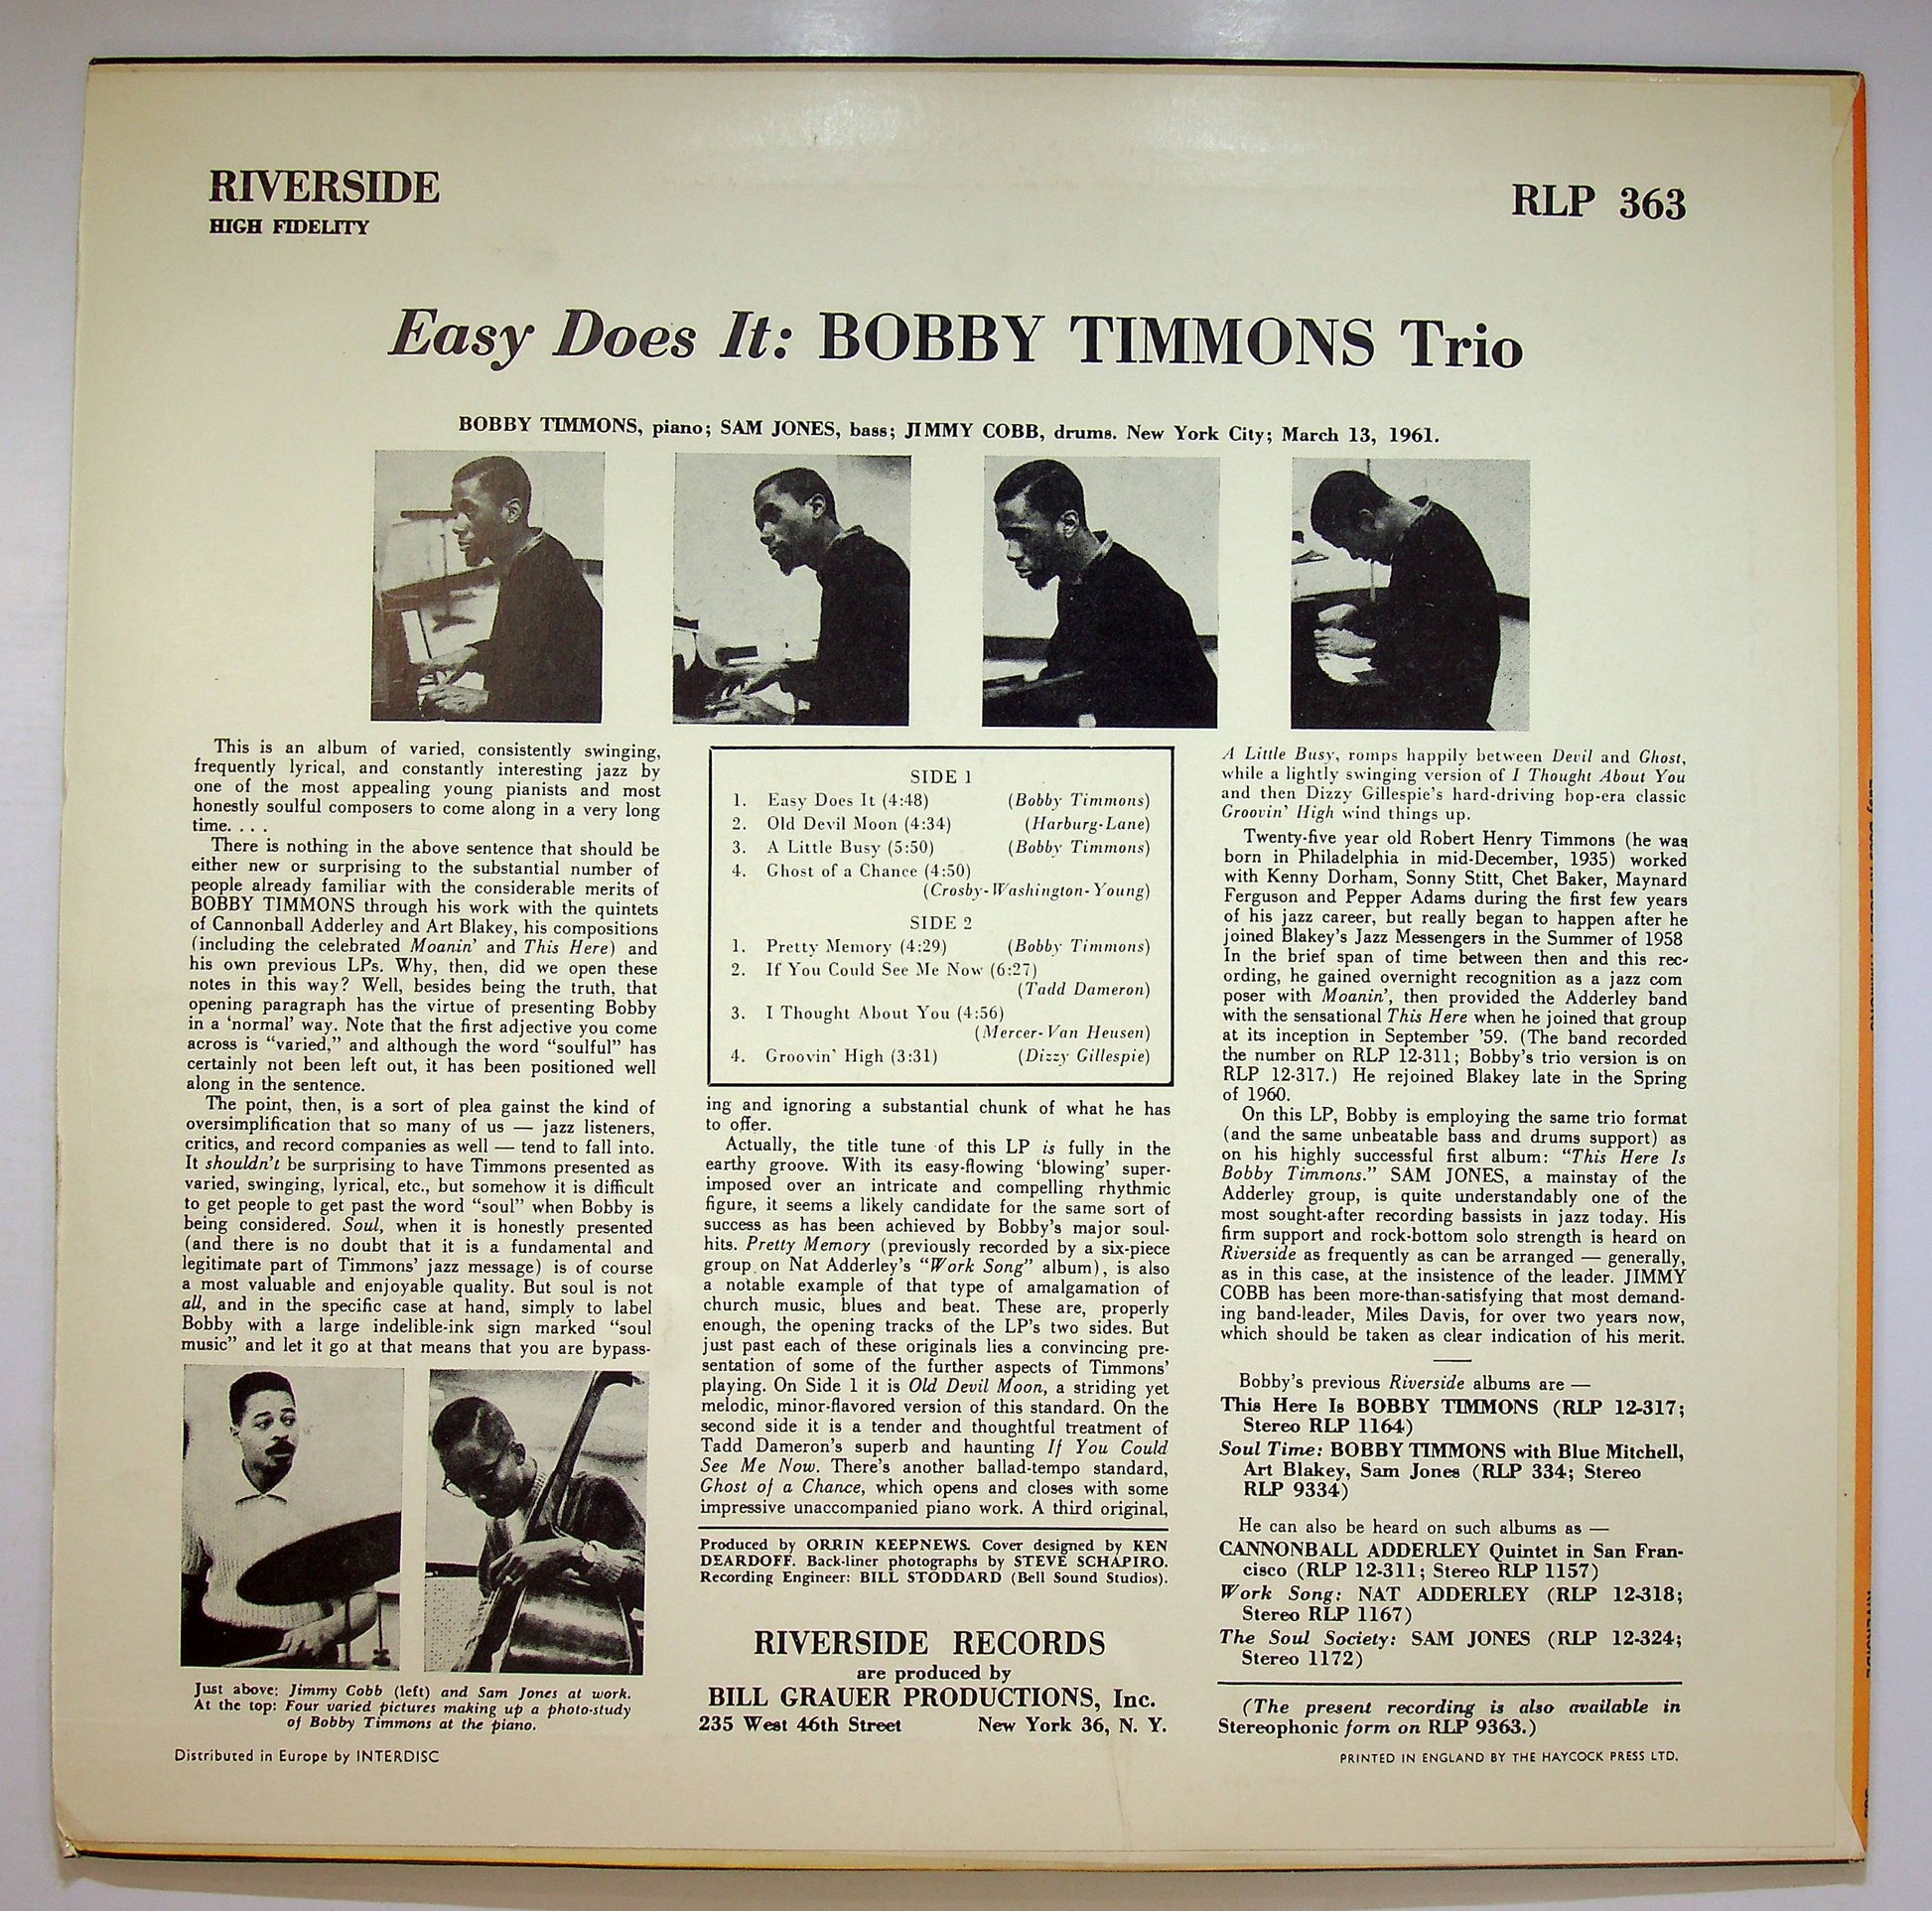 RIVERSIDE
HIGH FIDELITY
RLP 363
Easy Does It: BOBBY TIMMONS Trio
BOBBY TIMMONS, piano; SAM JONES, bass; JIMMY COBB, drums. New York City; March 13, 1961.
This is an album of varied, consistently swinging,
frequently lyrical, and constantly interesting jazz by
one of the most appealing young pianists and most
honestly soulful composers to come along in a very long
time. . . .
There is nothing in the above sentence that should be
either new or surprising to the substantial number of
people already familiar with the considerable merits of
BOBBY TIMMONS through his work with the quintets
of Cannonball Adderley and Art Blakey, his compositions
(including the celebrated Moanin' and This Here) and
his own previous LPs. Why, then, did we open these
notes in this way? Well, besides being the truth, that
opening paragraph has the virtue of presenting Bobby
in a 'normal' way. Note that the first adjective you come
across is "varied," and although the word "soulful" has
certainly not been left out, it has been positioned well
along in the sentence.
The point, then, is a sort of plea gainst the kind of
oversimplification that so many of us — jazz listeners,
critics, and record companies as well — tend to fall into.
It shouldn't be surprising to have Timmons presented as
varied, swinging, lyrical, etc., but somehow it is difficult
to get people to get past the word "soul" when Bobby is
being considered. Soul, when it is honestly presented
(and there is no doubt that it is a fundamental and
legitimate part of Timmons' jazz message) is of course
a most valuable and enjoyable quality. But soul is not
all, and in the specific case at hand, simply to label
Bobby with a large indelible-ink sign marked "soul
music" and let it go at that means that you are bypass-
Just above: Jimmy Cobb (left) and Sam Jones at work.
At the top: Four varied pictures making up a photo-study
of Bobby Timmons at the piano.
Distributed in Europe by INTERDISC
SIDE 1
1. Easy Does It (4:48) (Bobby Timmons)
2. Old Devil Moon (4:34) (Harburg-Lane)
3. A Little Busy (5:50) (Bobby Timmons)
4. Ghost of a Chance (4:50)
(Crosby-Washington-Young)
SIDE 2
1. Pretty Memory (4:29) (Bobby Timmons)
2. If You Could See Me Now (6:27)
(Tadd Dameron)
3. I Thought About You (4:56)
(Mercer-Van Heusen)
4. Groovin' High (3:31) (Dizzy Gillespie)
ing and ignoring a substantial chunk of what he has
to offer.
Actually, the title tune of this LP is fully in the
earthy groove. With its easy-flowing 'blowing' super-
imposed over an intricate and compelling rhythmic
figure, it seems a likely candidate for the same sort of
success as has been achieved by Bobby's major soul-
hits. Pretty Memory (previously recorded by a six-piece
group on Nat Adderley's "Work Song" album), is also
a notable example of that type of amalgamation of
church music, blues and beat. These are, properly
enough, the opening tracks of the LP's two sides. But
just past each of these originals lies a convincing pre-
sentation of some of the further aspects of Timmons'
playing. On Side 1 it is Old Devil Moon, a striding yet
melodic, minor-flavored version of this standard. On the
second side it is a tender and thoughtful treatment of
Tadd Dameron's superb and haunting If You Could
See Me Now. There's another ballad-tempo standard,
Ghost of a Chance, which opens and closes with some
impressive unaccompanied piano work. A third original,
Produced by ORRIN KEEPNEWS. Cover designed by KEN
DEARDOFF. Back-liner photographs by STEVE SCHAPIRO.
Recording Engineer: BILL STODDARD (Bell Sound Studios).
RIVERSIDE RECORDS
are produced by
BILL GRAUER PRODUCTIONS, Inc.
235 West 46th Street New York 36, N. Y.
A Little Busy, romps happily between Devil and Ghost,
while a lightly swinging version of I Thought About You
and then Dizzy Gillespie's hard-driving bop-era classic
Groovin' High wind things up.
Twenty-five year old Robert Henry Timmons (he was
born in Philadelphia in mid-December, 1935) worked
with Kenny Dorham, Sonny Stitt, Chet Baker, Maynard
Ferguson and Pepper Adams during the first few years
of his jazz career, but really began to happen after he
joined Blakey's Jazz Messengers in the Summer of 1958
In the brief span of time between then and this rec-
ording, he gained overnight recognition as a jazz com
poser with Moanin', then provided the Adderley band
with the sensational This Here when he joined that group
at its inception in September '59. (The band recorded
the number on RLP 12-311; Bobby's trio version is on
RLP 12-317.) He rejoined Blakey late in the Spring
of 1960.
On this LP, Bobby is employing the same trio format
(and the same unbeatable bass and drums support) as
on his highly successful first album: "This Here Is
Bobby Timmons." SAM JONES, a mainstay of the
Adderley group, is quite understandably one of the
most sought-after recording bassists in jazz today. His
firm support and rock-bottom solo strength is heard on
Riverside as frequently as can be arranged — generally,
as in this case, at the insistence of the leader. JIMMY
COBB has been more-than-satisfying that most demand-
ing band-leader, Miles Davis, for over two years now,
which should be taken as clear indication of his merit.
Bobby's previous Riverside albums are —
This Here Is BOBBY TIMMONS (RLP 12-317;
Stereo RLP 1164)
Soul Time: BOBBY TIMMONS with Blue Mitchell,
Art Blakey, Sam Jones (RLP 334; Stereo
RLP 9334)
He can also be heard on such albums as —
CANNONBALL ADDERLEY Quintet in San Fran-
cisco (RLP 12-311; Stereo RLP 1157)
Work Song: NAT ADDERLEY (RLP 12-318;
Stereo RLP 1167)
The Soul Society: SAM JONES (RLP 12-324;
Stereo 1172)
(The present recording is also available in
Stereophonic form on RLP 9363.)
PRINTED IN ENGLAND BY THE HAYCOCK PRESS LTD.